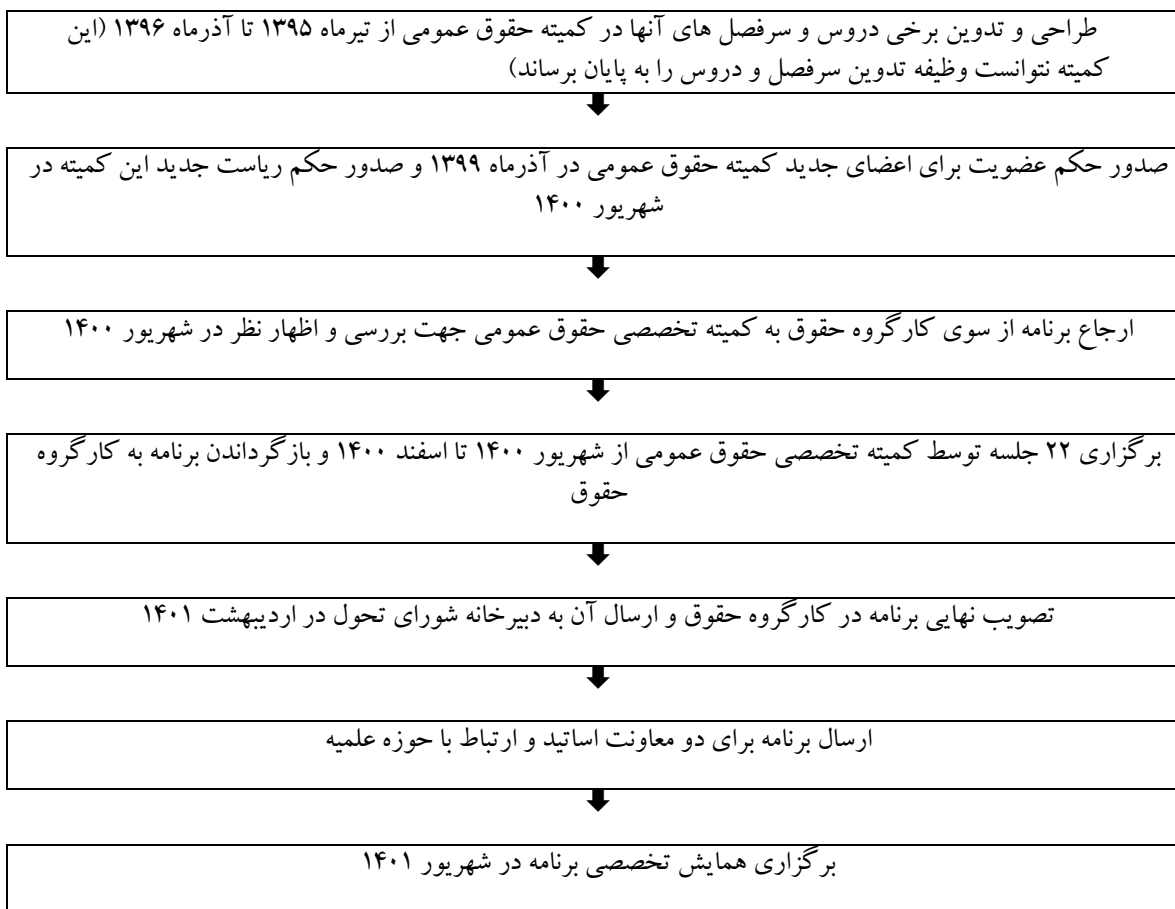 طراحی و تدوین برخی دروس و سرفصل های آنها در کمیته حقوق عمومی از تیرماه ۱۳۹۵ تا آذرماه ۱۳۹۶ (این
کمیته نتوانست وظیفه تدوین سرفصل و دروس را به پایان برساند)
صدور حکم عضویت برای اعضای جدید کمیته حقوق عمومی در آذرماه ۱۳۹۹ و صدور حکم ریاست جدید این کمیته در
شهریور ۱۴۰۰
ارجاع برنامه از سوی کارگروه حقوق به کمیته تخصصی حقوق عمومی جهت بررسی و اظهار نظر در شهریور ۱۴۰۰
برگزاری ۲۲ جلسه توسط کمیته تخصصی حقوق عمومی از شهریور ۱۴۰۰ تا اسفند ۱۴۰۰ و بازگرداندن برنامه به کارگروه
حقوق
تصویب نهایی برنامه در کارگروه حقوق و ارسال آن به دبیرخانه شورای تحول در اردیبهشت ۱۴۰۱
ارسال برنامه برای دو معاونت اساتید و ارتباط با حوزه علمیه
برگزاری همایش تخصصی برنامه در شهریور ۱۴۰۱